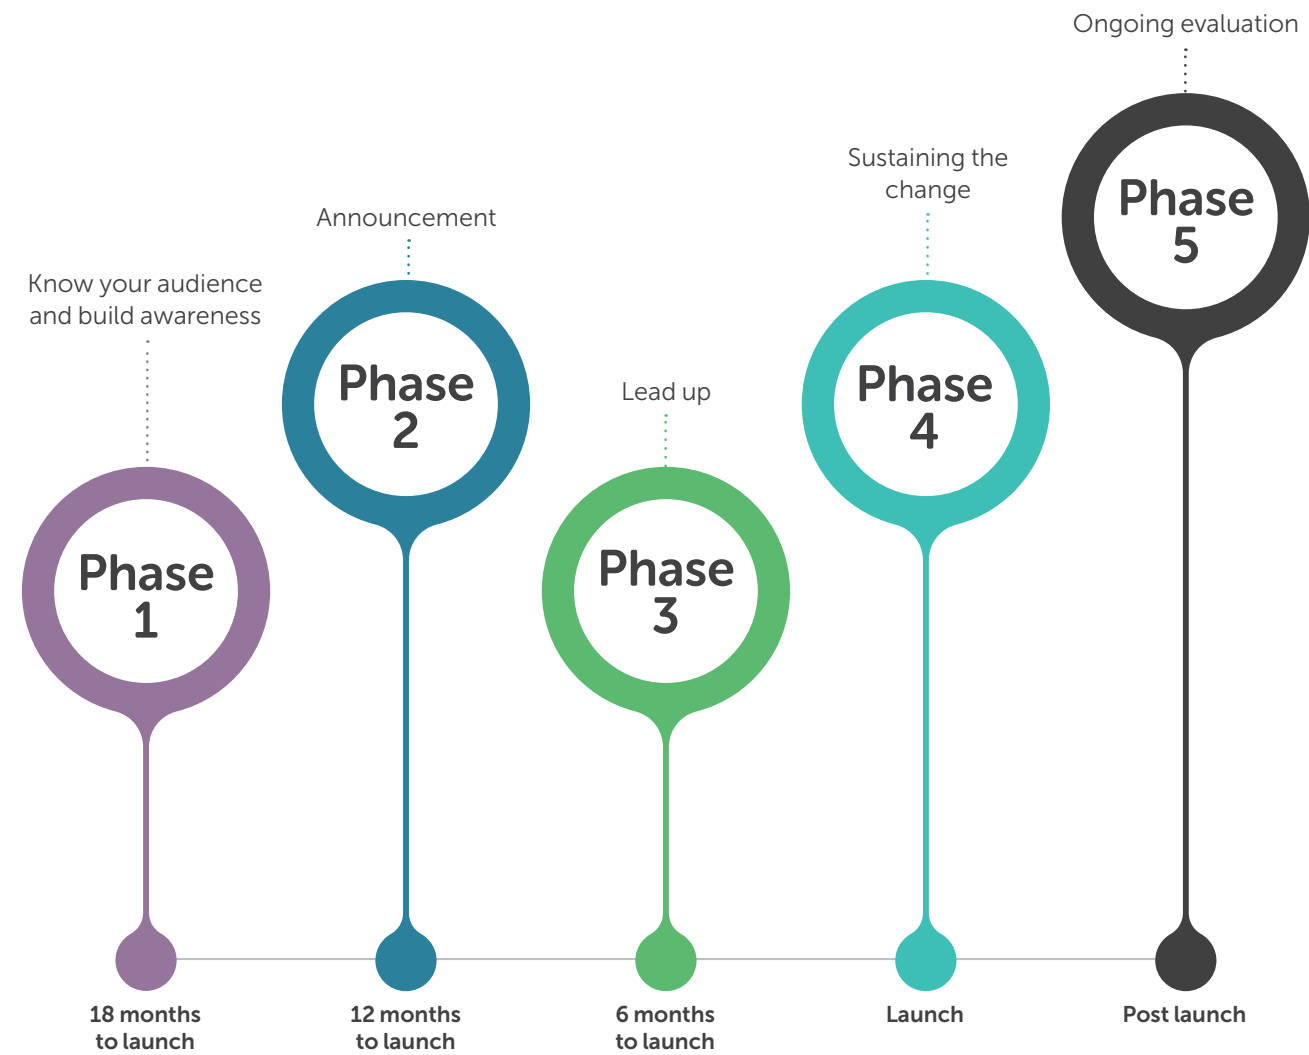 Know your audience
and build awareness
Phase
1
18 months
to launch
Announcement
Phase
2
12 months
to launch
Lead up
Phase
3
6 months
to launch
Sustaining the
change
Phase
4
Launch
Ongoing evaluation
Phase
5
Post launch